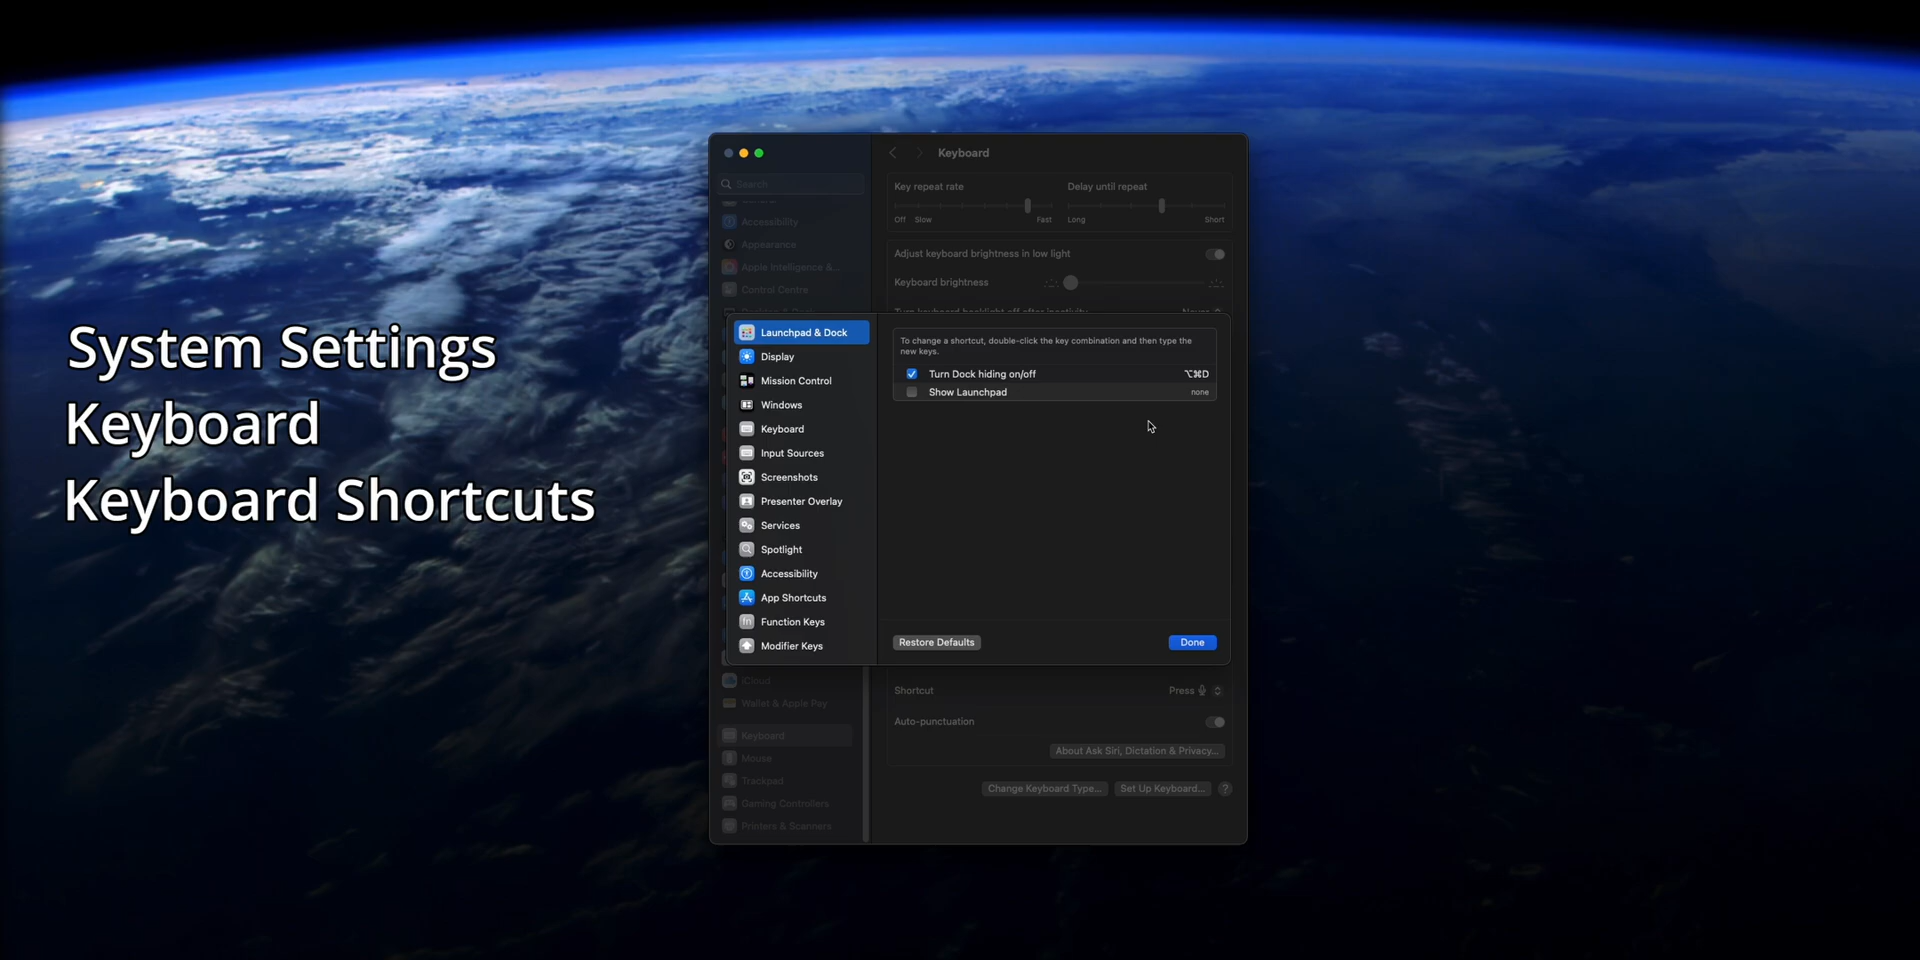 System Settings
Keyboard
Keyboard Shortcuts
Search
Accessibility
Appearance
Apple Intelligence &...
Control Centre
Keyboard
Key repeat rate
Delay until repeat
Off Slow Fast
Long Short
Adjust keyboard brightness in low light
Keyboard brightness
Launchpad & Dock
Display
Mission Control
Windows
Keyboard
Input Sources
Screenshots
Presenter Overlay
Services
Spotlight
Accessibility
App Shortcuts
Function Keys
Modifier Keys
To change a shortcut, double-click the key combination and then type the
new keys.
Turn Dock hiding on/off ⌥⌘D
Show Launchpad none
Restore Defaults
Done
iCloud
Wallet & Apple Pay
Keyboard
Mouse
Trackpad
Gaming Controllers
Printers & Scanners
Shortcut Press
Auto-punctuation
About Ask Siri, Dictation & Privacy...
Change Keyboard Type...
Set Up Keyboard...
?